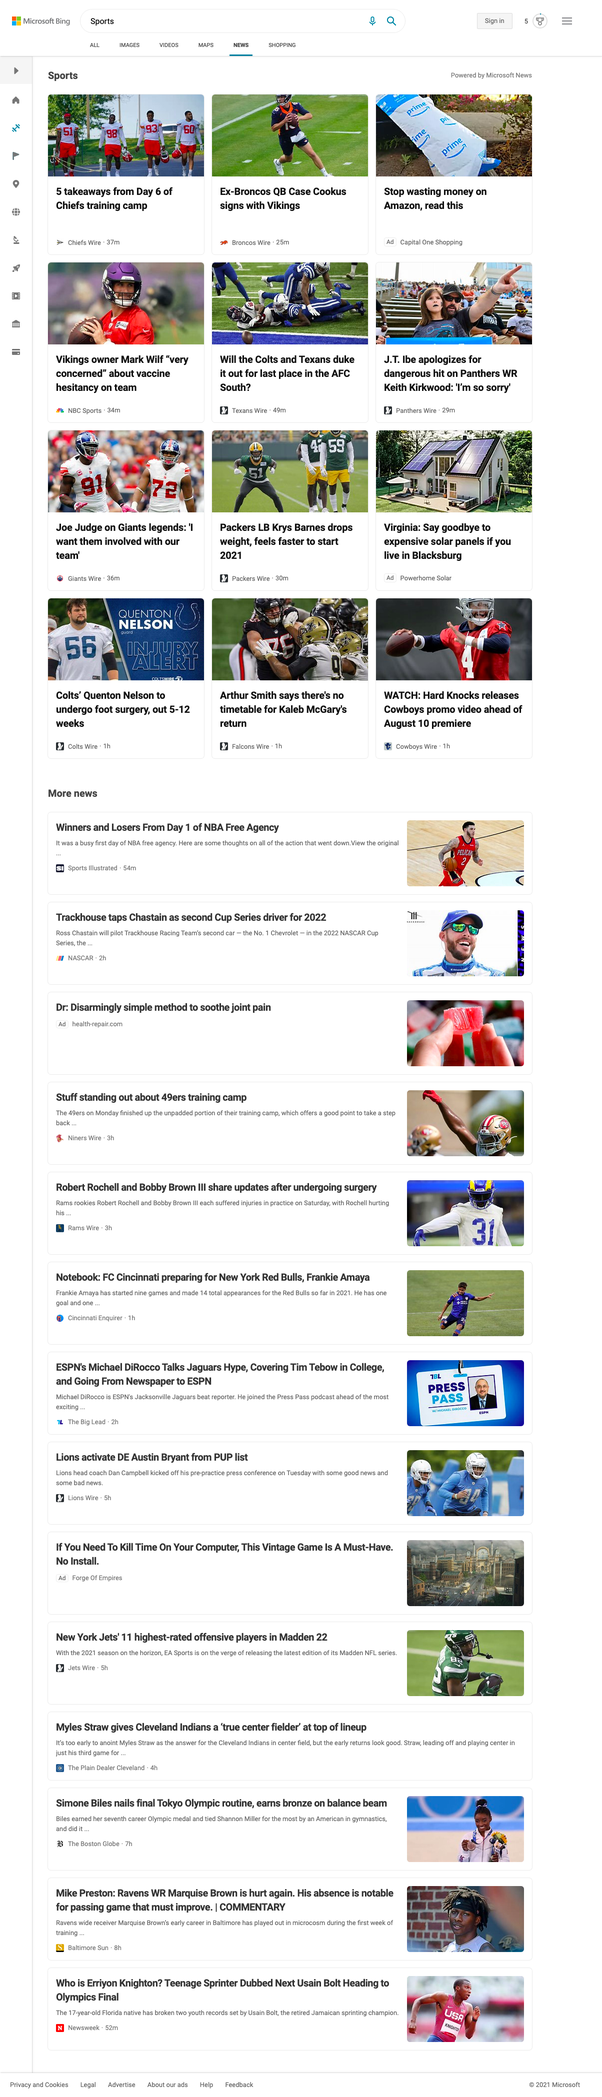 Microsoft Bing
Sports
Sign in
5
ALL IMAGES VIDEOS MAPS NEWS SHOPPING
Sports
Powered by Microsoft News
5 takeaways from Day 6 of
Chiefs training camp
Chiefs Wire · 37m
Ex-Broncos QB Case Cookus
signs with Vikings
Broncos Wire · 25m
prime
prime
prime
Stop wasting money on
Amazon, read this
Ad Capital One Shopping
Vikings owner Mark Wilf “very
concerned” about vaccine
hesitancy on team
NBC Sports · 34m
Will the Colts and Texans duke
it out for last place in the AFC
South?
Texans Wire · 49m
J.T. Ibe apologizes for
dangerous hit on Panthers WR
Keith Kirkwood: 'I'm so sorry'
Panthers Wire · 29m
91
72
Joe Judge on Giants legends: 'I
want them involved with our
team'
Giants Wire · 36m
51
59
Packers LB Krys Barnes drops
weight, feels faster to start
2021
Packers Wire · 30m
Virginia: Say goodbye to
expensive solar panels if you
live in Blacksburg
Ad Powerhome Solar
56
QUENTON
NELSON
guard
INJURY
ALERT
Colts' Quenton Nelson to
undergo foot surgery, out 5-12
weeks
Colts Wire · 1h
76
9
Arthur Smith says there's no
timetable for Kaleb McGary's
return
Falcons Wire · 1h
4
WATCH: Hard Knocks releases
Cowboys promo video ahead of
August 10 premiere
Cowboys Wire · 1h
More news
Winners and Losers From Day 1 of NBA Free Agency
It was a busy first day of NBA free agency. Here are some thoughts on all of the action that went down.View the original
...
Sports Illustrated · 54m
PELICANS
2
Trackhouse taps Chastain as second Cup Series driver for 2022
Ross Chastain will pilot Trackhouse Racing Team's second car — the No. 1 Chevrolet — in the 2022 NASCAR Cup
Series, the ...
NASCAR · 2h
Dr: Disarmingly simple method to soothe joint pain
Ad health-repair.com
Stuff standing out about 49ers training camp
The 49ers on Monday finished up the unpadded portion of their training camp, which offers a good point to take a step
back ...
Niners Wire · 3h
Robert Rochell and Bobby Brown III share updates after undergoing surgery
Rams rookies Robert Rochell and Bobby Brown III each suffered injuries in practice on Saturday, with Rochell hurting
his ...
Rams Wire · 3h
31
Notebook: FC Cincinnati preparing for New York Red Bulls, Frankie Amaya
Frankie Amaya has started nine games and made 14 total appearances for the Red Bulls so far in 2021. He has one
goal and one ...
Cincinnati Enquirer · 1h
ESPN's Michael DiRocco Talks Jaguars Hype, Covering Tim Tebow in College,
and Going From Newspaper to ESPN
Michael DiRocco is ESPN's Jacksonville Jaguars beat reporter. He joined the Press Pass podcast ahead of the most
exciting ...
The Big Lead · 2h
PRESS
PASS
ESPN
Lions activate DE Austin Bryant from PUP list
Lions head coach Dan Campbell kicked off his pre-practice press conference on Tuesday with some good news and
some bad news.
Lions Wire · 5h
If You Need To Kill Time On Your Computer, This Vintage Game Is A Must-Have.
No Install.
Ad Forge Of Empires
New York Jets' 11 highest-rated offensive players in Madden 22
With the 2021 season on the horizon, EA Sports is on the verge of releasing the latest edition of its Madden NFL series.
Jets Wire · 5h
Myles Straw gives Cleveland Indians a ‘true center fielder’ at top of lineup
It's too early to anoint Myles Straw as the answer for the Cleveland Indians in center field, but the early returns look good. Straw, leading off and playing center in
just his third game for ...
The Plain Dealer Cleveland · 4h
Simone Biles nails final Tokyo Olympic routine, earns bronze on balance beam
Biles earned her seventh career Olympic medal and tied Shannon Miller for the most by an American in gymnastics,
and did it ...
The Boston Globe · 7h
Mike Preston: Ravens WR Marquise Brown is hurt again. His absence is notable
for passing game that must improve. | COMMENTARY
Ravens wide receiver Marquise Brown's early career in Baltimore has played out in microcosm during the first week of
training ...
Baltimore Sun · 8h
Who is Erriyon Knighton? Teenage Sprinter Dubbed Next Usain Bolt Heading to
Olympics Final
The 17-year-old Florida native has broken two youth records set by Usain Bolt, the retired Jamaican sprinting champion.
Newsweek · 52m
USA
Privacy and Cookies Legal Advertise About our ads Help Feedback
© 2021 Microsoft